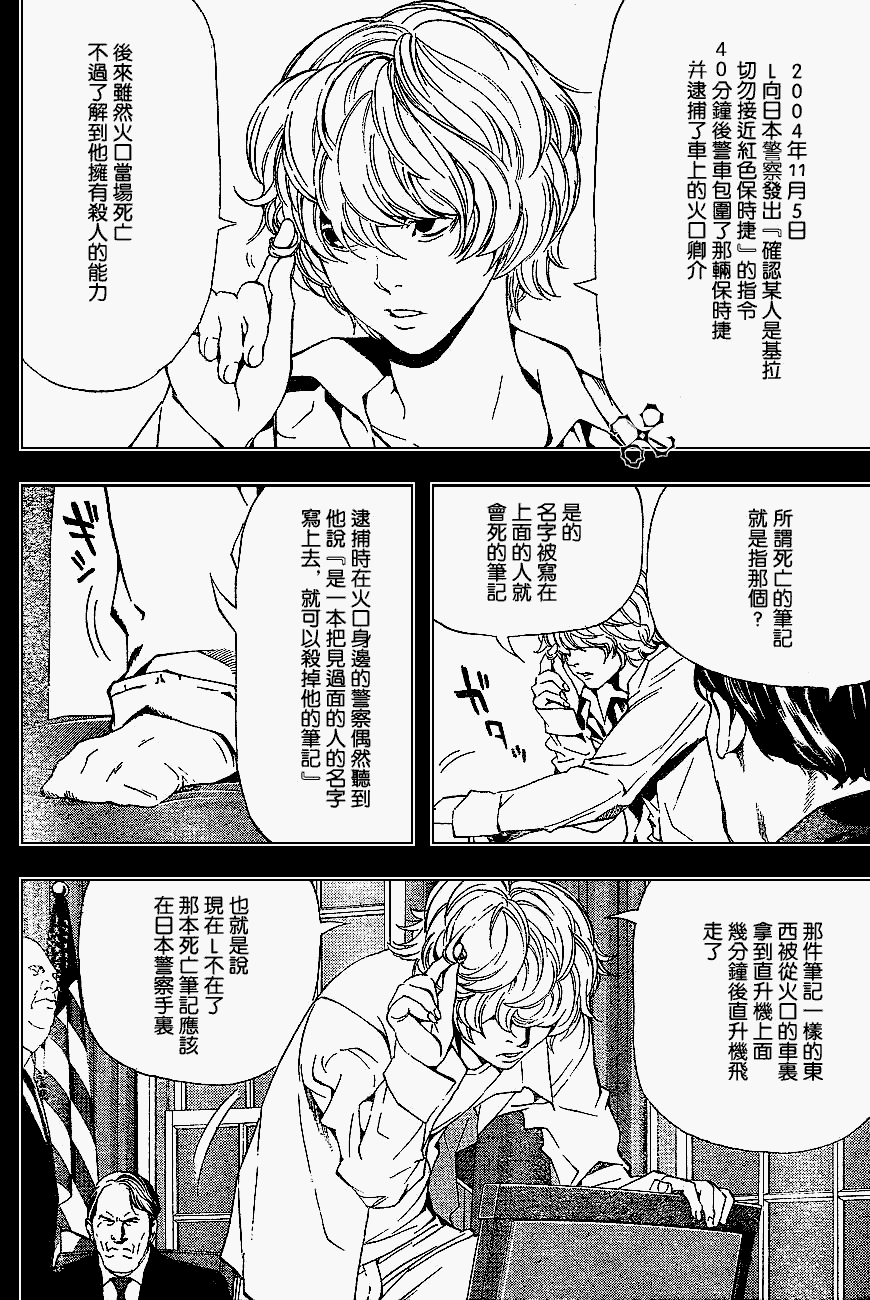 2004年11月5日
L向日本警察發出『確認某人是基拉
切勿接近紅色保時捷』的指令
40分鐘後警車包圍了那輛保時捷
并逮捕了車上的火口卿介
後來雖然火口當場死亡
不過了解到他擁有殺人的能力
所謂死亡的筆記
就是指那個？
是的
名字被寫在
上面的人就
會死的筆記
ガタ
逮捕時在火口身邊的警察偶然聽到
他說『是一本把見過面的人的名字
寫上去，就可以殺掉他的筆記』
ギシ
那件筆記一樣的東
西被從火口的車裏
拿到直升機上面
幾分鐘後直升機飛
走了
也就是說
現在L不在了
那本死亡筆記應該
在日本警察手裏